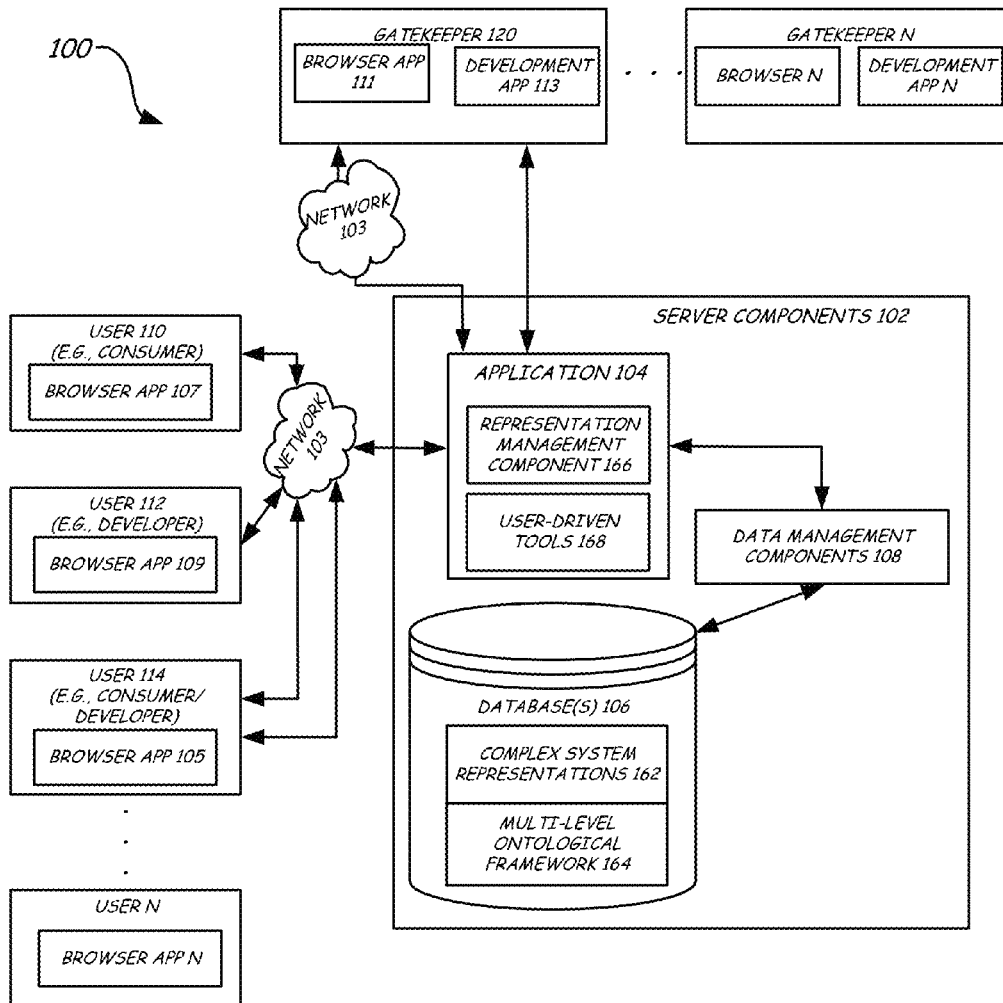 100
GATEKEEPER 120
BROWSER APP
111
DEVELOPMENT
APP 113
. . .
GATEKEEPER N
BROWSER N
DEVELOPMENT
APP N
NETWORK
103
SERVER COMPONENTS 102
USER 110
(E.G., CONSUMER)
BROWSER APP 107
NETWORK
103
APPLICATION 104
REPRESENTATION
MANAGEMENT
COMPONENT 166
USER-DRIVEN
TOOLS 168
USER 112
(E.G., DEVELOPER)
BROWSER APP 109
DATA MANAGEMENT
COMPONENTS 108
USER 114
(E.G., CONSUMER/
DEVELOPER)
BROWSER APP 105
DATABASE(S) 106
COMPLEX SYSTEM
REPRESENTATIONS 162
MULTI-LEVEL
ONTOLOGICAL
FRAMEWORK 164
USER N
BROWSER APP N